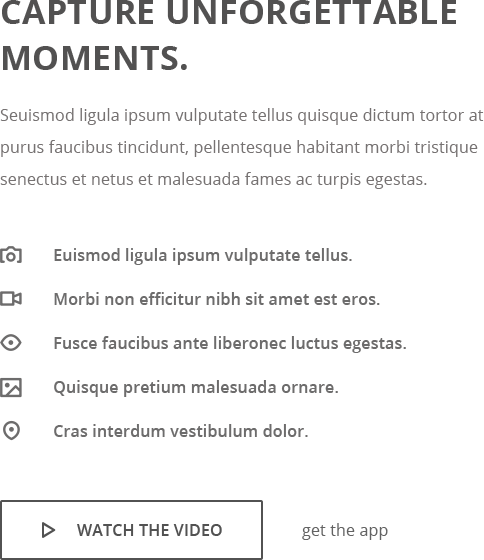 CAPTURE UNFORGETTABLE
MOMENTS.
Seuismod ligula ipsum vulputate tellus quisque dictum tortor at
purus faucibus tincidunt, pellentesque habitant morbi tristique
senectus et netus et malesuada fames ac turpis egestas.
Euismod ligula ipsum vulputate tellus.
Morbi non efficitur nibh sit amet est eros.
Fusce faucibus ante liberonec luctus egestas.
Quisque pretium malesuada ornare.
Cras interdum vestibulum dolor.
WATCH THE VIDEO
get the app